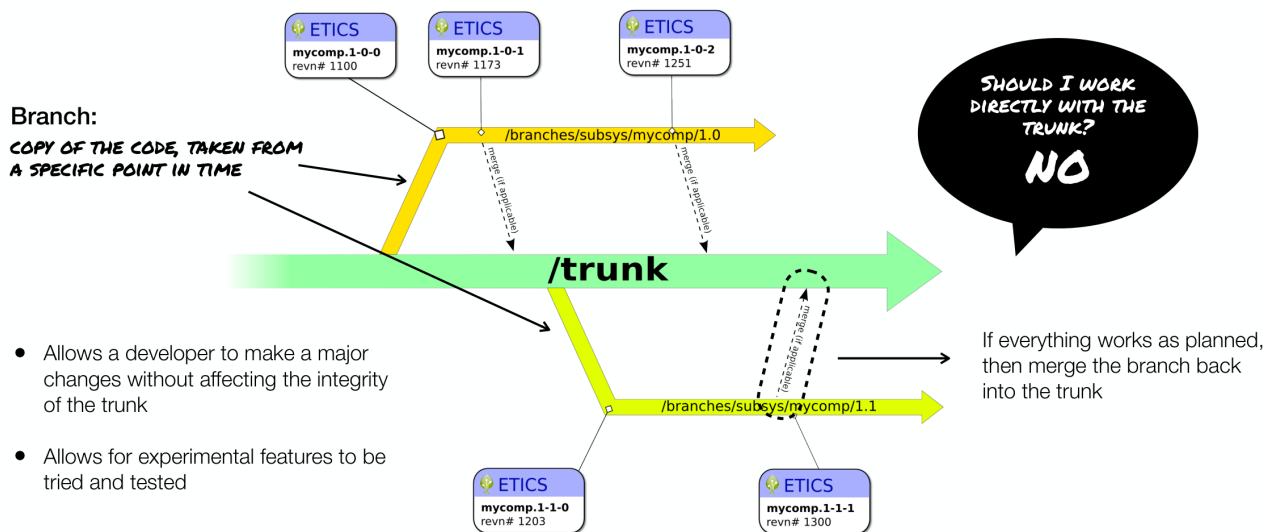 ETICS
mycomp.1-0-0
revn# 1100
ETICS
mycomp.1-0-1
revn# 1173
ETICS
mycomp.1-0-2
revn# 1251
SHOULD I WORK
DIRECTLY WITH THE
TRUNK?
NO
Branch:
COPY OF THE CODE, TAKEN FROM
A SPECIFIC POINT IN TIME
/branches/subsys/mycomp/1.0
merge (if applicable)
merge (if applicable)
/trunk
merge (if applicable)
• Allows a developer to make a major
changes without affecting the integrity
of the trunk
• Allows for experimental features to be
tried and tested
If everything works as planned,
then merge the branch back
into the trunk
/branches/subsys/mycomp/1.1
ETICS
mycomp.1-1-0
revn# 1203
ETICS
mycomp.1-1-1
revn# 1300